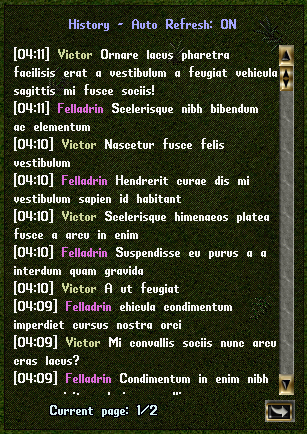 History - Auto Refresh: ON
[04:11] Victor Ornare lacus pharetra
facilisis erat a vestibulum a feugiat vehicula
sagittis mi fusce sociis!
[04:11] Felladrin Scelerisque nibh bibendum
ac elementum
[04:10] Victor Nascetur fusce felis
vestibulum
[04:10] Felladrin Hendrerit curae dis mi
vestibulum sapien id habitant
[04:10] Victor Scelerisque himenaeos platea
fusce a arcu in enim
[04:10] Felladrin Suspendisse eu purus a a
interdum quam gravida
[04:10] Victor A ut feugiat
[04:09] Felladrin ehicula condimentum
imperdiet cursus nostra orci
[04:09] Victor Mi convallis sociis nunc arcu
cras lacus?
[04:09] Felladrin Condimentum in enim nibh
Current page: 1/2